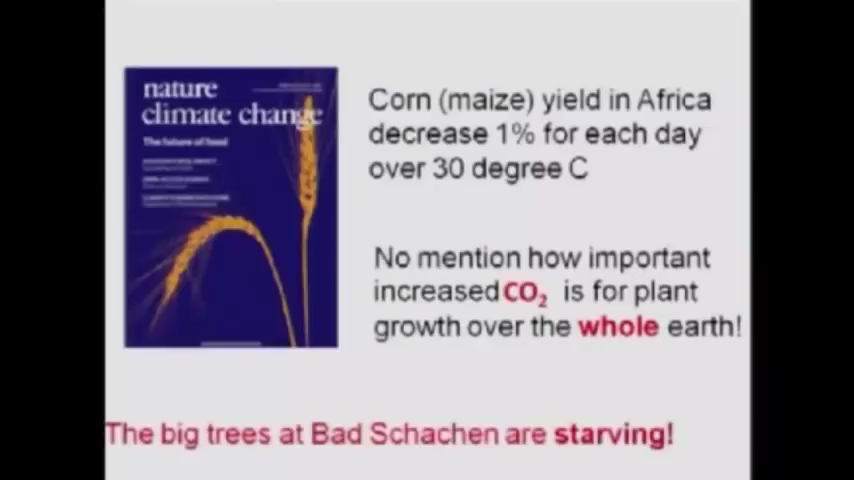 nature
climate change
The future of food
Corn (maize) yield in Africa
decrease 1% for each day
over 30 degree C
No mention how important
increased CO₂ is for plant
growth over the whole earth!
The big trees at Bad Schachen are starving!